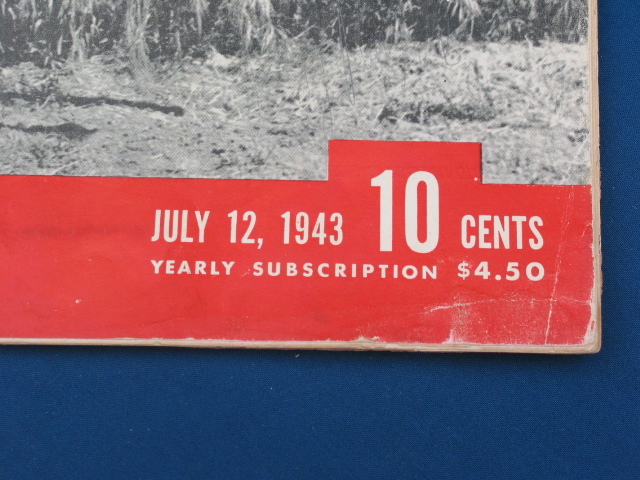 JULY 12, 1943 10 CENTS
YEARLY SUBSCRIPTION $4.50